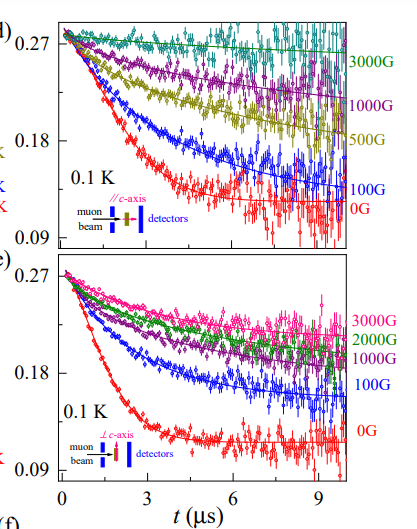 d)
0.27
3000G
1000G
500G
0.18
K
0.1 K
//c-axis
K
100G
K
muon
beam
detectors
0G
0.09
e)
0.27
3000G
2000G
1000G
0.18
100G
0.1 K
⊥c-axis
0G
muon
beam
detectors
K
0.09
0
3
6
9
t (μs)
(f)